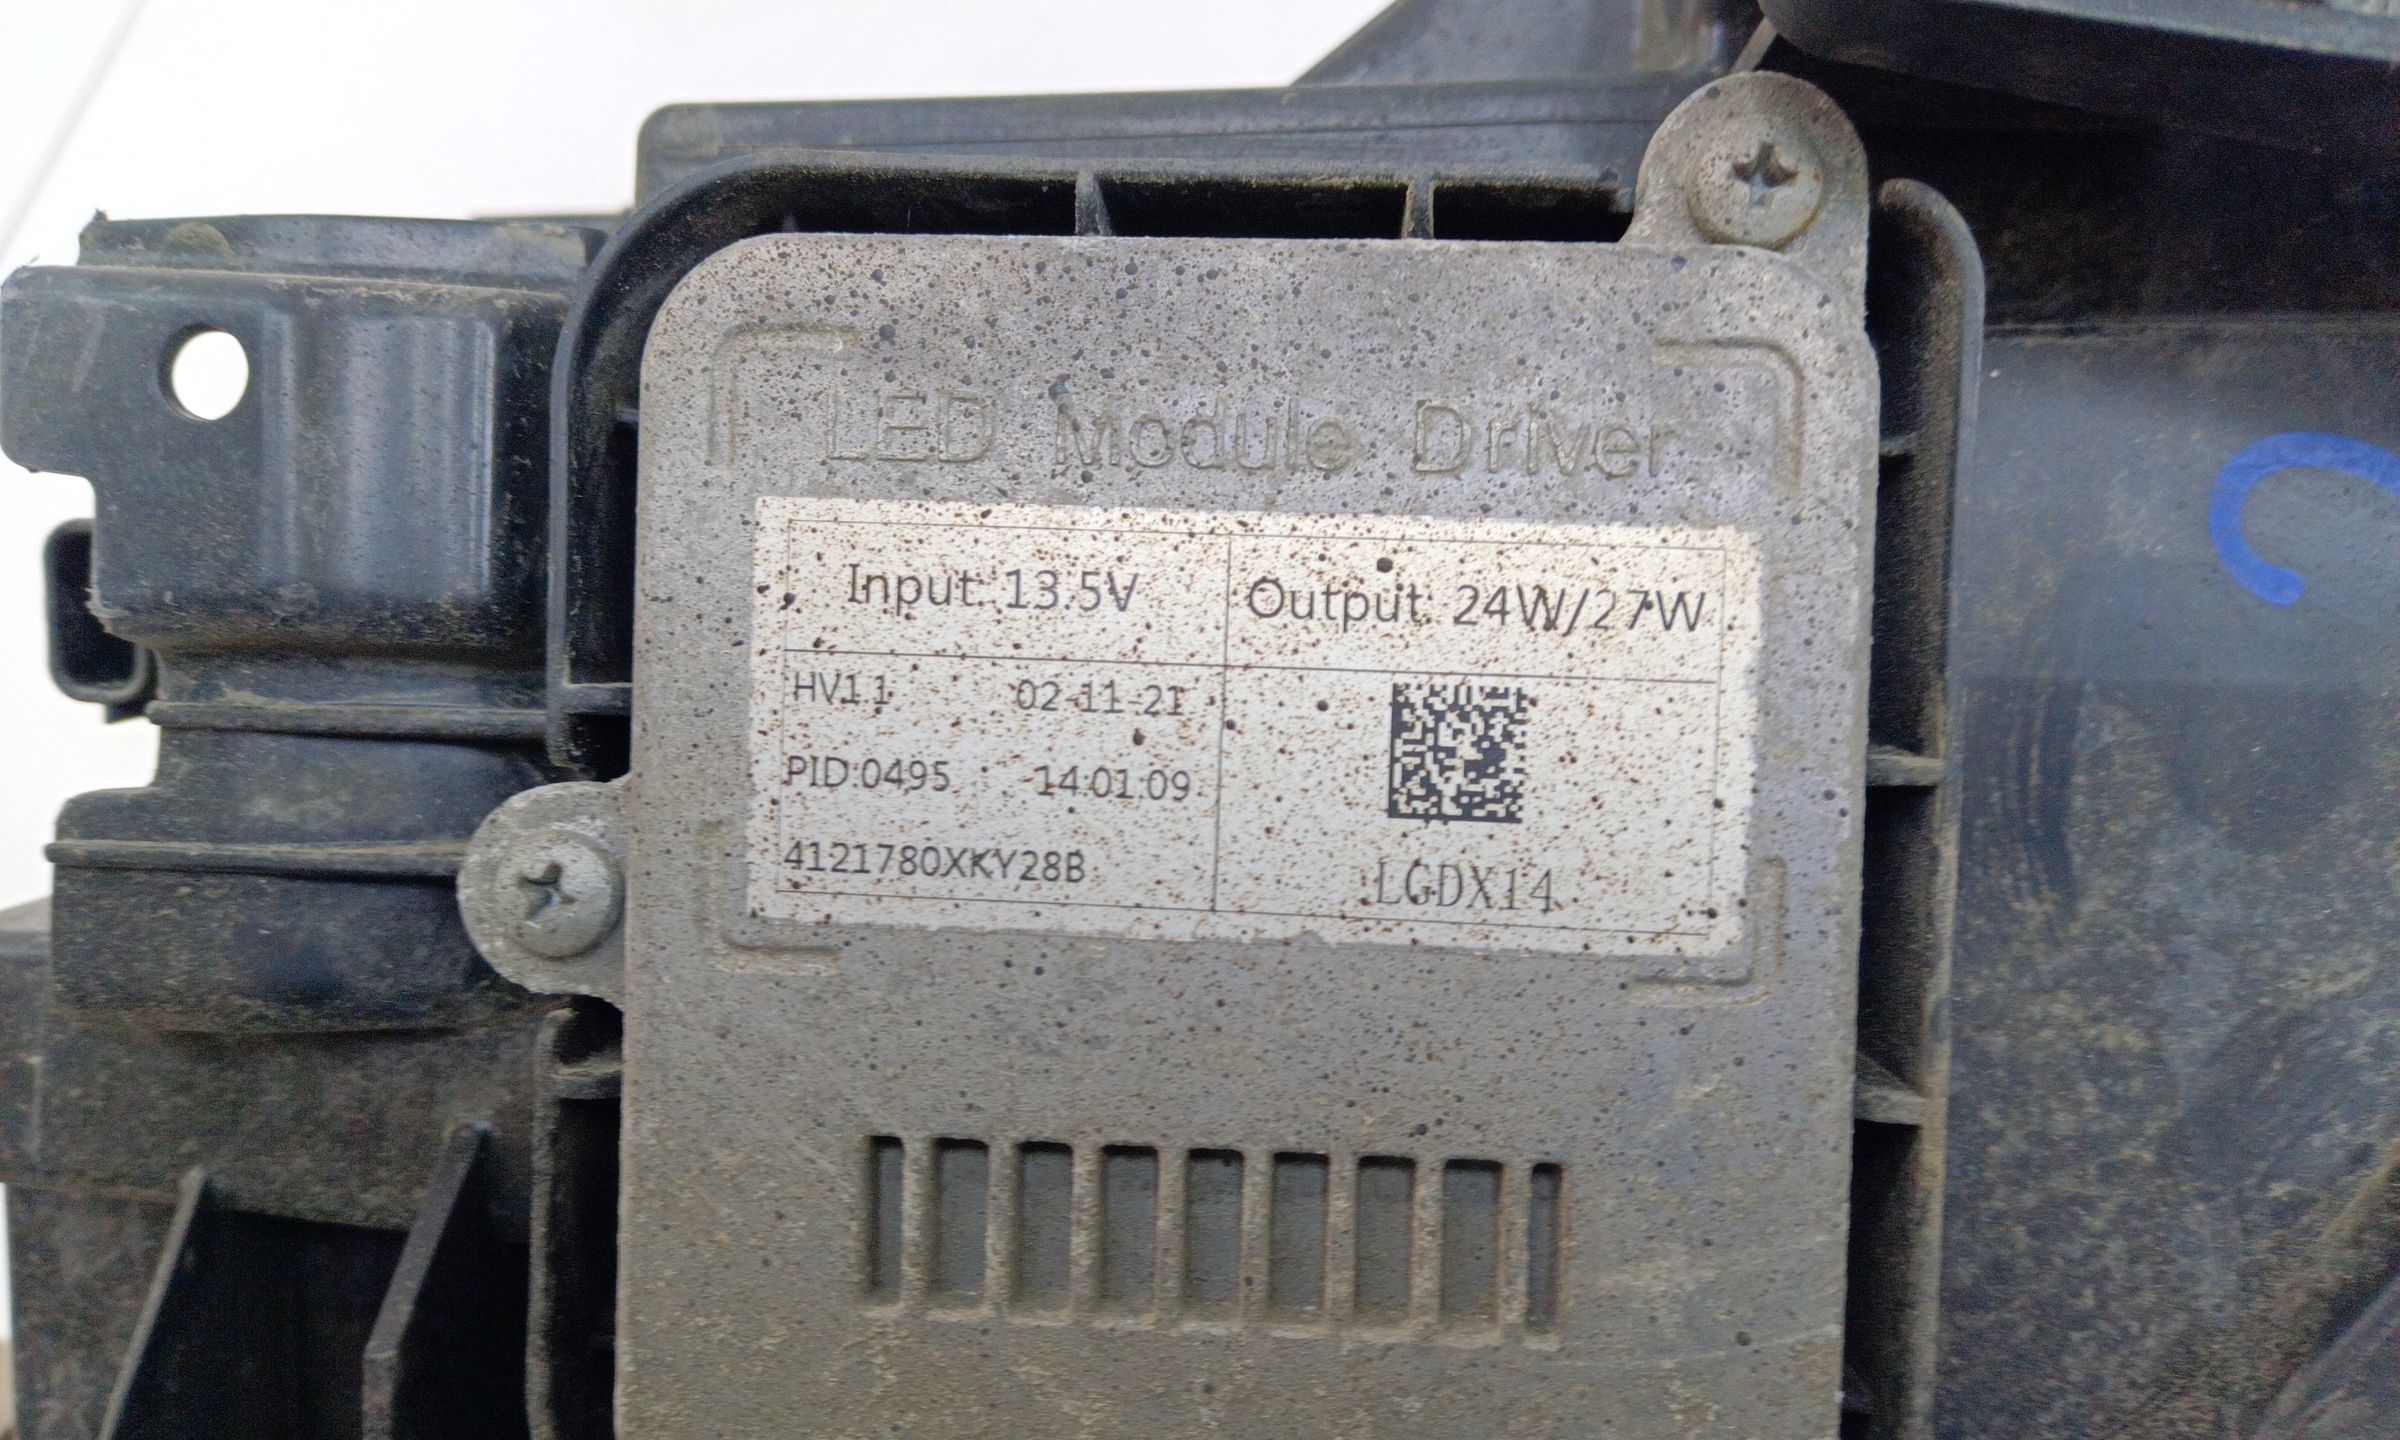 LED Module Driver
Input: 13.5V
Output: 24W/27W
HV1.1 02-11-21
PID:0495 14:01:09
4121780XKY28B
LGDX14